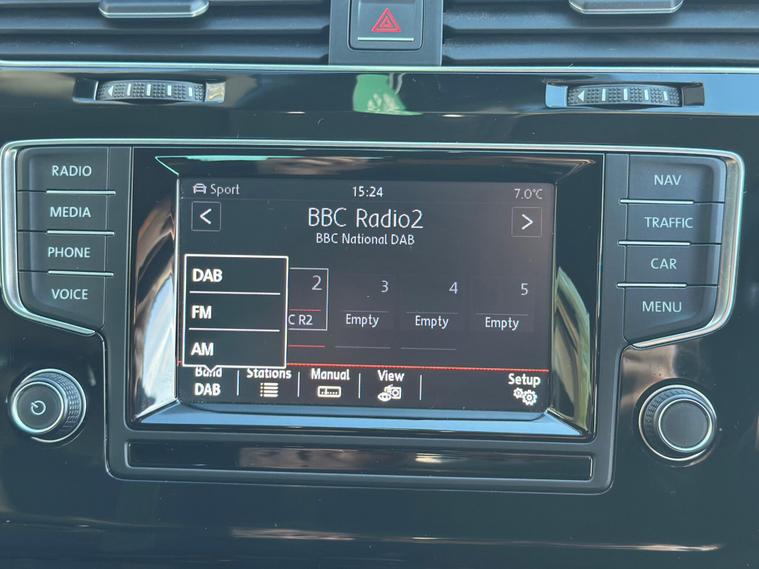 RADIO
MEDIA
PHONE
VOICE
NAV
TRAFFIC
CAR
MENU
Sport 15:24 7.0°C
< BBC Radio2 >
BBC National DAB
DAB
FM
AM
2 3 4 5
C R2 Empty Empty Empty
Band Stations Manual View Setup
DAB